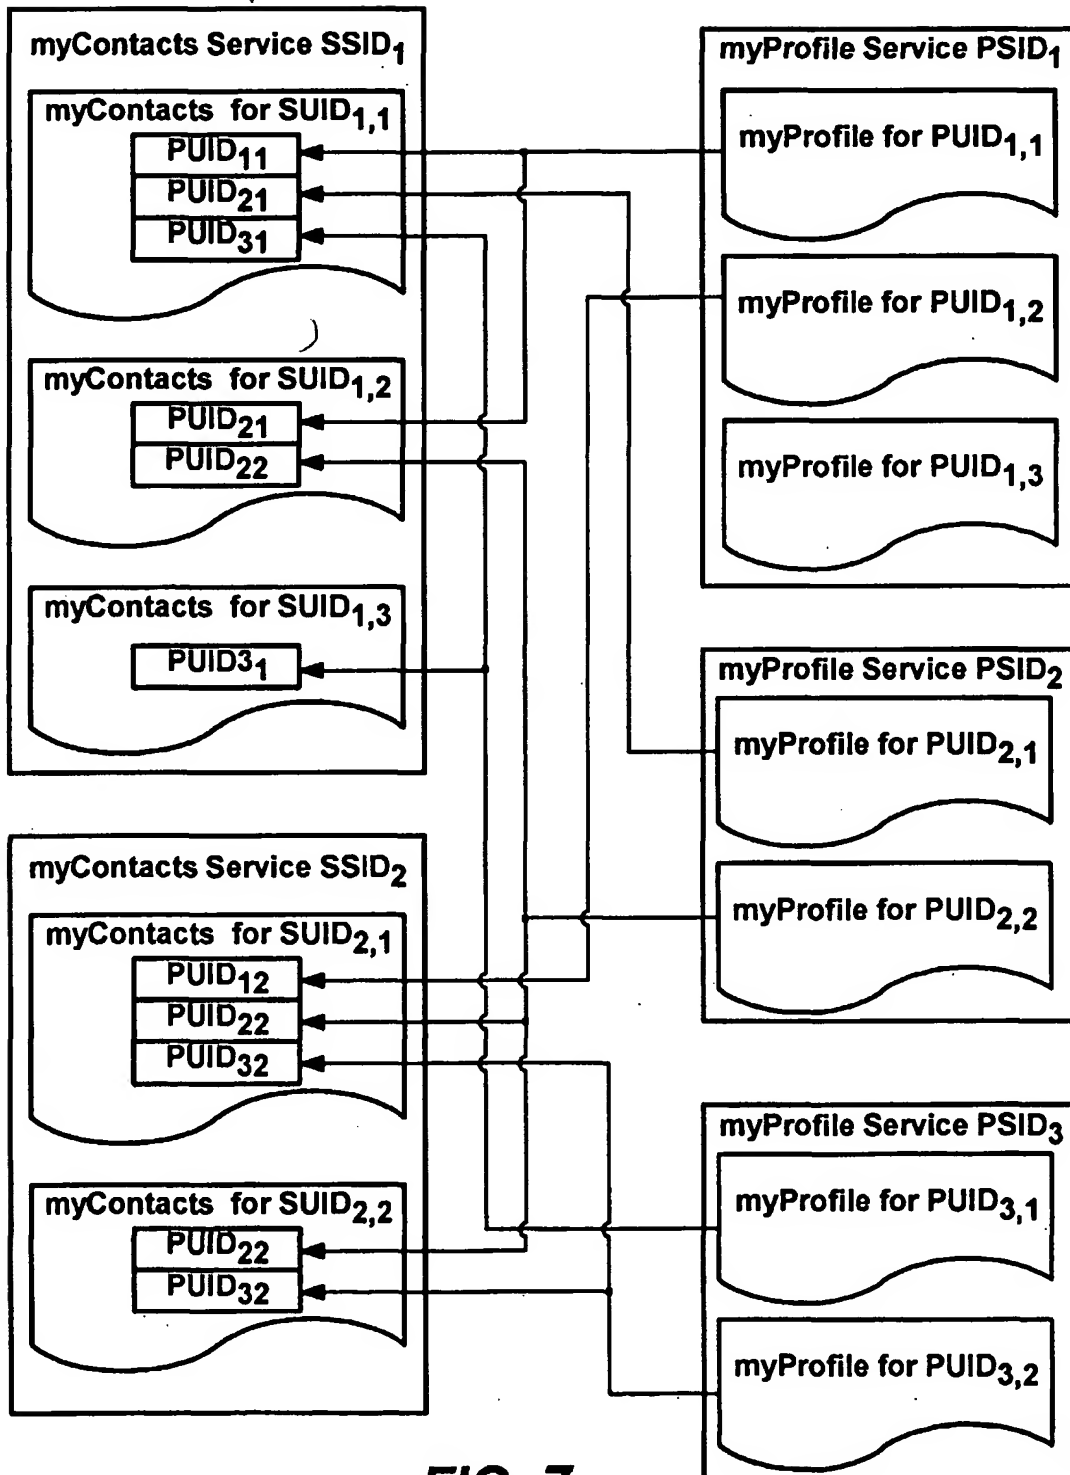 myContacts Service SSID₁
myContacts for SUID₁,₁
PUID₁₁
PUID₂₁
PUID₃₁
myContacts for SUID₁,₂
PUID₂₁
PUID₂₂
myContacts for SUID₁,₃
PUID³₁
myContacts Service SSID₂
myContacts for SUID₂,₁
PUID₁₂
PUID₂₂
PUID₃₂
myContacts for SUID₂,₂
PUID₂₂
PUID₃₂
myProfile Service PSID₁
myProfile for PUID₁,₁
myProfile for PUID₁,₂
myProfile for PUID₁,₃
myProfile Service PSID₂
myProfile for PUID₂,₁
myProfile for PUID₂,₂
myProfile Service PSID₃
myProfile for PUID₃,₁
myProfile for PUID₃,₂